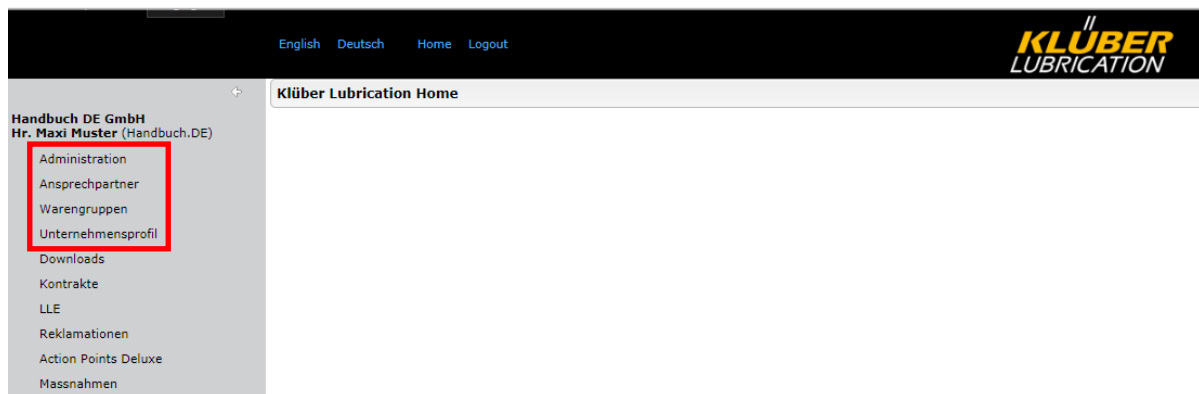 English Deutsch Home Logout
KLÜBER
LUBRICATION
Klüber Lubrication Home
Handbuch DE GmbH
Hr. Maxi Muster (Handbuch.DE)
Administration
Ansprechpartner
Warengruppen
Unternehmensprofil
Downloads
Kontrakte
LLE
Reklamationen
Action Points Deluxe
Massnahmen